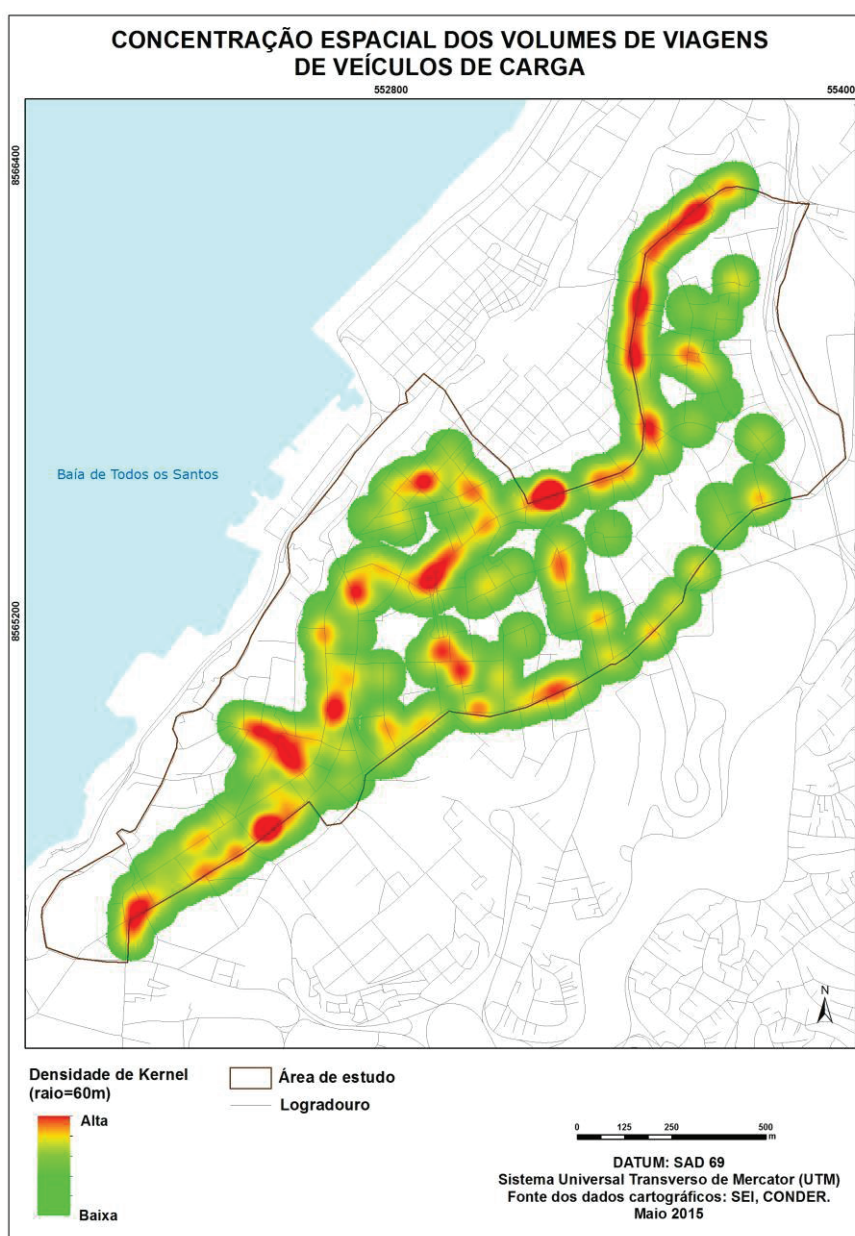 CONCENTRAÇÃO ESPACIAL DOS VOLUMES DE VIAGENS
DE VEÍCULOS DE CARGA
552800
55400
8566400
Baía de Todos os Santos
8565200
N
Densidade de Kernel
(raio=60m)
Alta
Baixa
Área de estudo
Logradouro
0 125 250 500
m
DATUM: SAD 69
Sistema Universal Transverso de Mercator (UTM)
Fonte dos dados cartográficos: SEI, CONDER.
Maio 2015